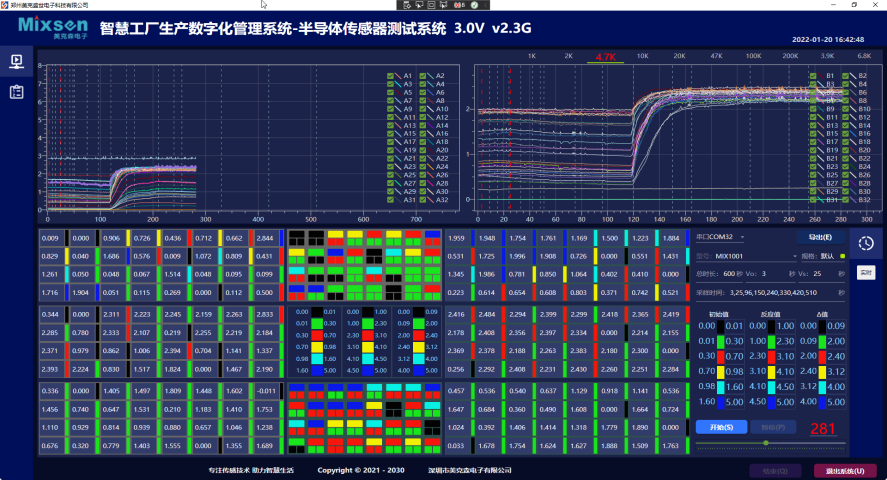 郑州美克森世电子科技有限公司
Mixsen
美克森电子
智慧工厂生产数字化管理系统-半导体传感器测试系统 3.0V v2.3G
2022-01-20 16:42:48
1K 2K 4.7K 10K 20K 47K 100K 200K 3.9K 6.8K
A1 A2
A3 A4
A5 A6
A7 A8
A9 A10
A11 A12
A13 A14
A15 A16
A17 A18
A19 A20
A21 A22
A23 A24
A25 A26
A27 A28
A29 A30
A31 A32
0 100 200 300 400 500 600 700
B1 B2
B3 B4
B5 B6
B7 B8
B9 B10
B11 B12
B13 B14
B15 B16
B17 B18
B19 B20
B21 B22
B23 B24
B25 B26
B27 B28
B29 B30
B31 B32
0 20 40 60 80 100 120 140 160 180 200 220 240 260 280 300
0.009 0.000 0.906 0.726 0.436 0.712 0.662 2.844
0.829 0.040 1.686 0.576 0.009 1.072 0.809 0.431
1.261 0.050 0.048 0.067 1.514 0.048 0.095 0.099
1.716 1.904 0.051 0.115 0.269 0.000 0.112 0.500
0.344 0.000 2.311 2.223 2.245 2.159 2.263 2.833
2.285 0.780 2.333 2.107 0.219 2.255 2.219 2.184
2.371 0.979 0.862 1.006 2.394 0.704 1.141 1.337
2.393 2.224 0.830 1.517 1.824 0.000 1.467 2.190
0.336 0.000 1.405 1.497 1.809 1.448 1.602 -0.011
1.456 0.740 0.647 1.531 0.210 1.183 1.410 1.753
1.110 0.929 0.814 0.939 0.880 0.657 1.046 1.238
0.676 0.320 0.779 1.403 1.555 0.000 1.355 1.689
0.00 0.01 0.00 1.00 0.00 0.09
0.01 0.30 1.00 2.30 0.09 2.00
0.30 0.70 2.30 3.10 2.00 2.40
0.70 0.98 3.10 4.10 2.40 3.12
0.98 1.60 4.10 4.50 3.12 4.00
1.60 5.00 4.50 5.00 4.00 5.00
1.959 1.948 1.754 1.761 1.169 1.500 1.223 1.884
0.531 1.725 1.996 1.908 0.726 0.000 0.551 1.431
1.345 1.986 0.781 0.850 1.064 0.402 0.410 0.000
0.223 0.614 0.654 0.608 0.803 0.371 0.742 0.521
2.416 2.484 2.294 2.399 2.299 2.418 2.365 2.419
2.178 2.408 2.356 2.397 2.334 0.000 2.214 2.155
2.369 2.378 2.188 2.263 2.183 2.180 2.300 0.000
0.256 2.292 2.408 2.231 2.430 2.260 2.251 2.284
0.457 0.536 0.540 0.637 1.129 0.918 1.141 0.536
1.647 0.684 0.360 0.490 1.108 0.000 1.664 0.724
1.024 0.392 1.406 1.414 1.318 1.779 1.890 0.000
0.033 1.678 1.754 1.624 1.627 1.888 1.509 1.763
串口COM32 导出(E)
型号: MIX1001 规格: 默认
总时长: 600 秒 Vo: 3 秒 Vs: 25 秒
采样时间: 3,25,96,150,240,330,420,510
初始值 反应值 Δ值
0.00 0.01 0.00 1.00 0.00 0.09
0.01 0.30 1.00 2.30 0.09 2.00
0.30 0.70 2.30 3.10 2.00 2.40
0.70 0.98 3.10 4.10 2.40 3.12
0.98 1.60 4.10 4.50 3.12 4.00
1.60 5.00 4.50 5.00 4.00 5.00
开始(S) 281
实时
专注传感技术 助力智慧生活 Copyright © 2021 - 2030 深圳市美克森电子有限公司
退出系统(U)